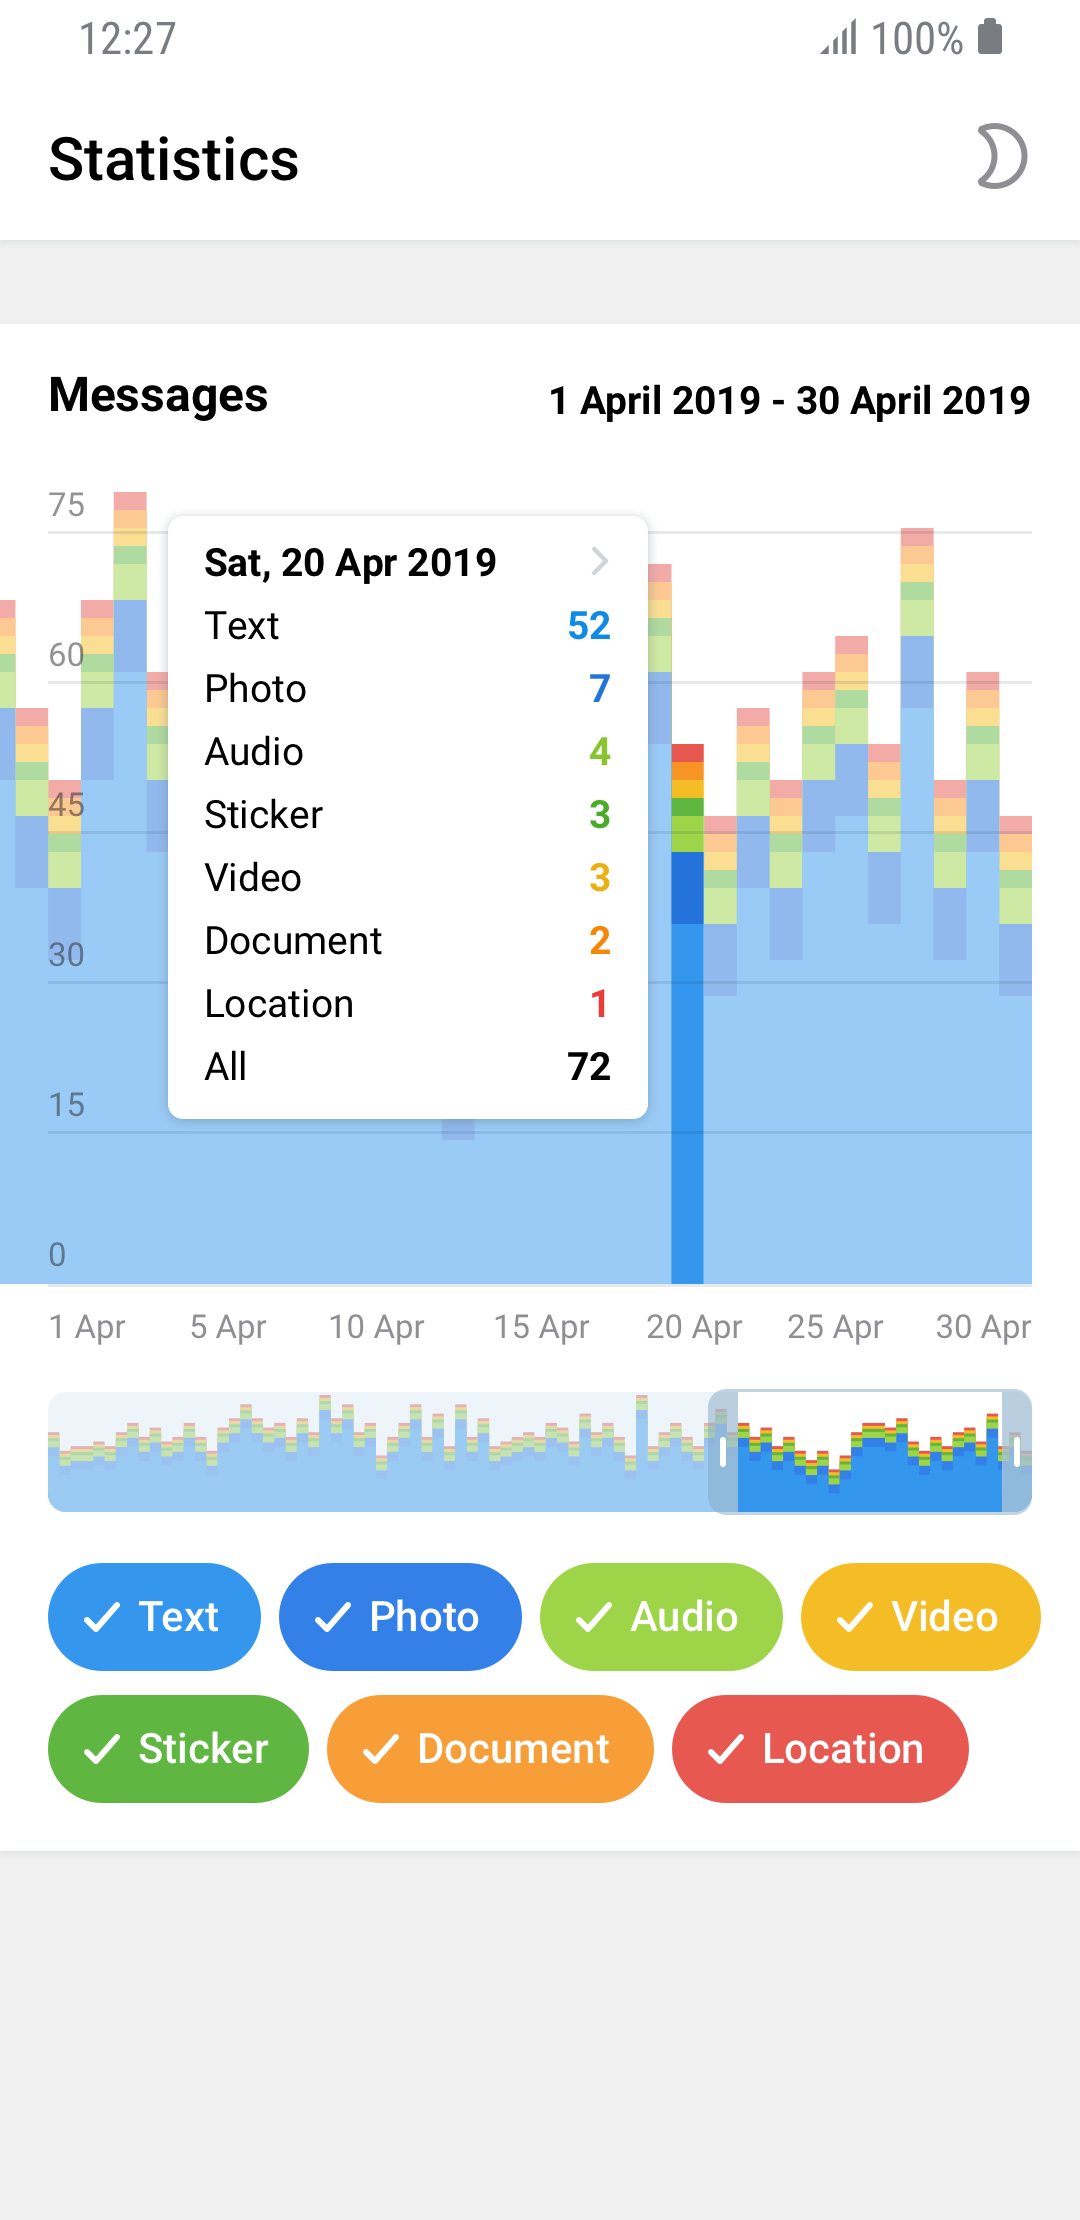 12:27 100%
Statistics
Messages 1 April 2019 - 30 April 2019
75
60
45
30
15
0
Sat, 20 Apr 2019
Text 52
Photo 7
Audio 4
Sticker 3
Video 3
Document 2
Location 1
All 72
1 Apr 5 Apr 10 Apr 15 Apr 20 Apr 25 Apr 30 Apr
Text Photo Audio Video
Sticker Document Location